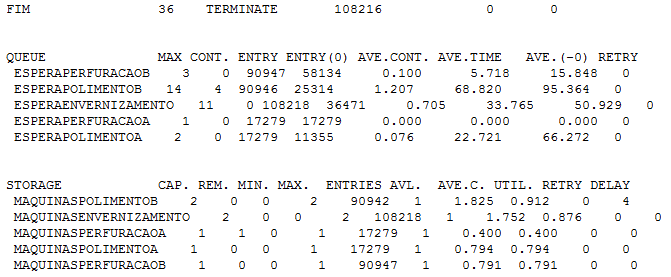 FIM 36 TERMINATE 108216 0 0
QUEUE MAX CONT. ENTRY ENTRY(0) AVE.CONT. AVE.TIME AVE.(-0) RETRY
ESPERAPERFURACAOB 3 0 90947 58134 0.100 5.718 15.848 0
ESPERAPOLIMENTOB 14 4 90946 25314 1.207 68.820 95.364 0
ESPERAENVERNIZAMENTO 11 0 108218 36471 0.705 33.765 50.929 0
ESPERAPERFURACAOA 1 0 17279 17279 0.000 0.000 0.000 0
ESPERAPOLIMENTOA 2 0 17279 11355 0.076 22.721 66.272 0
STORAGE CAP. REM. MIN. MAX. ENTRIES AVL. AVE.C. UTIL. RETRY DELAY
MAQUINASPOLIMENTOB 2 0 0 2 90942 1 1.825 0.912 0 4
MAQUINASENVERNIZAMENTO 2 0 0 2 108218 1 1.752 0.876 0 0
MAQUINASPERFURACAOA 1 1 0 1 17279 1 0.400 0.400 0 0
MAQUINASPOLIMENTOA 1 0 0 1 17279 1 0.794 0.794 0 0
MAQUINASPERFURACAOB 1 0 0 1 90947 1 0.791 0.791 0 0